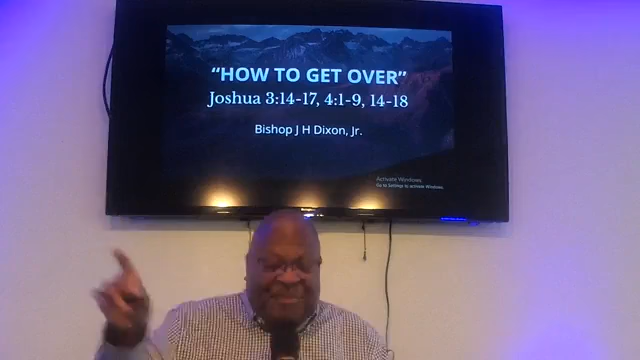 “HOW TO GET OVER”
Joshua 3:14-17, 4:1-9, 14-18
Bishop J H Dixon, Jr.
Activate Windows
Go to Settings to activate Windows.